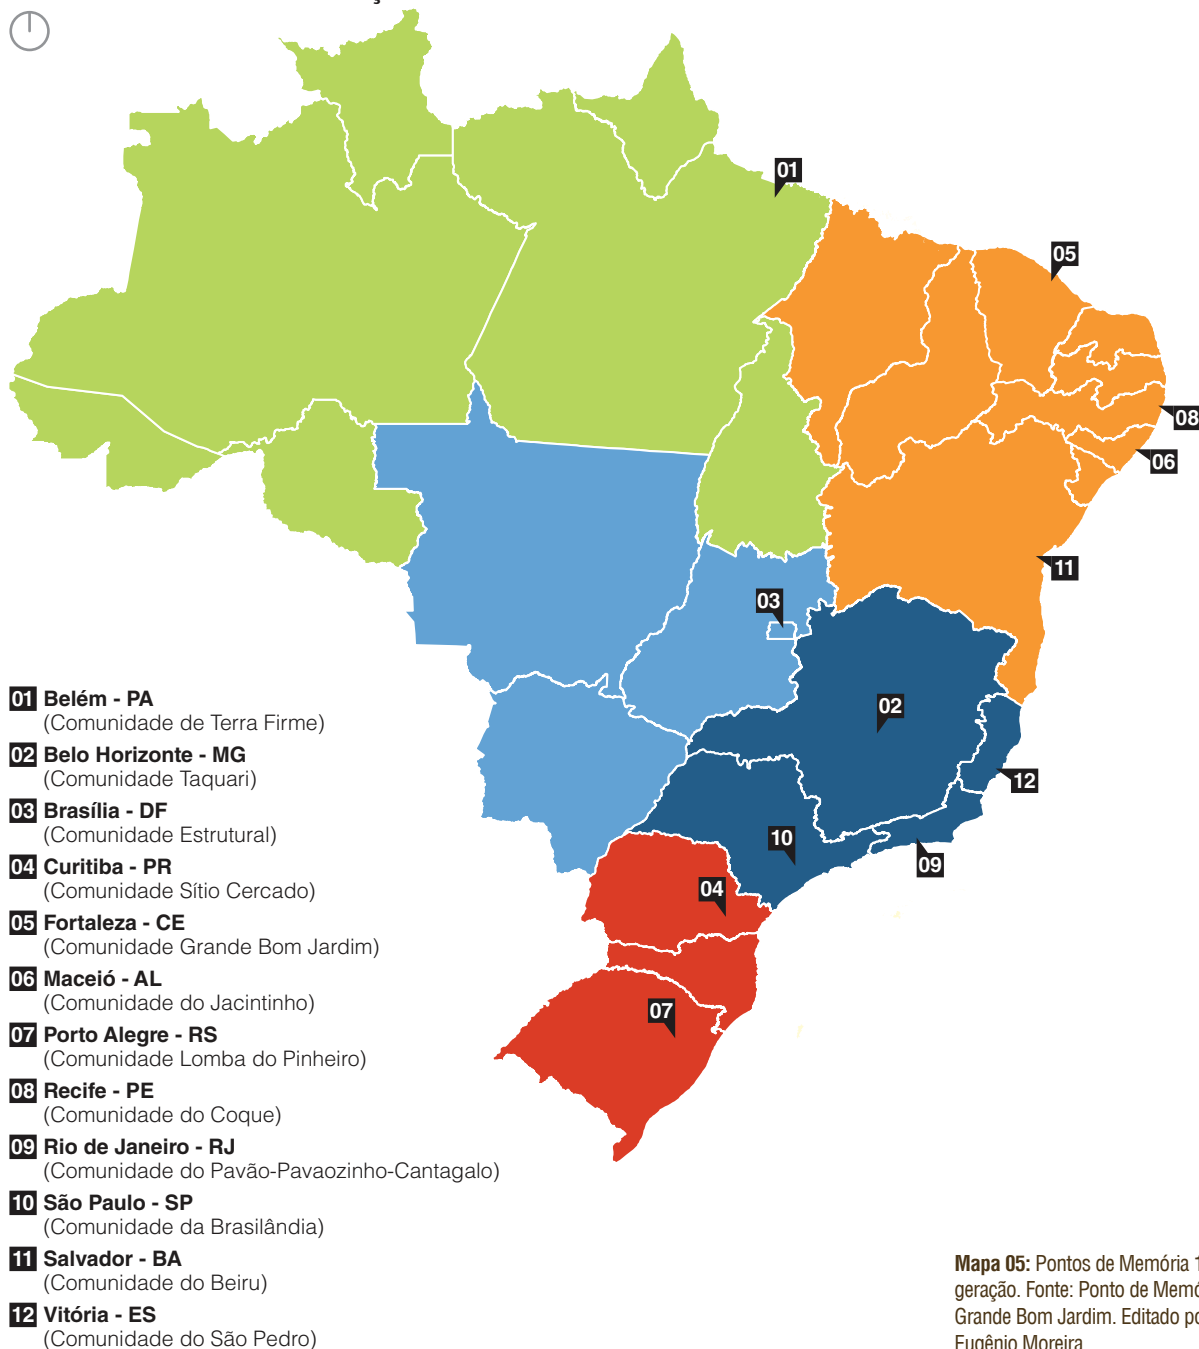 01
05
08
06
11
03
02
12
10
09
04
07
01 Belém - PA
(Comunidade de Terra Firme)
02 Belo Horizonte - MG
(Comunidade Taquari)
03 Brasília - DF
(Comunidade Estrutural)
04 Curitiba - PR
(Comunidade Sítio Cercado)
05 Fortaleza - CE
(Comunidade Grande Bom Jardim)
06 Maceió - AL
(Comunidade do Jacintinho)
07 Porto Alegre - RS
(Comunidade Lomba do Pinheiro)
08 Recife - PE
(Comunidade do Coque)
09 Rio de Janeiro - RJ
(Comunidade do Pavão-Pavaozinho-Cantagalo)
10 São Paulo - SP
(Comunidade da Brasilândia)
11 Salvador - BA
(Comunidade do Beiru)
12 Vitória - ES
(Comunidade do São Pedro)
Mapa 05: Pontos de Memória
geração. Fonte: Ponto de
Grande Bom Jardim. Editado
Eugênio Moreira